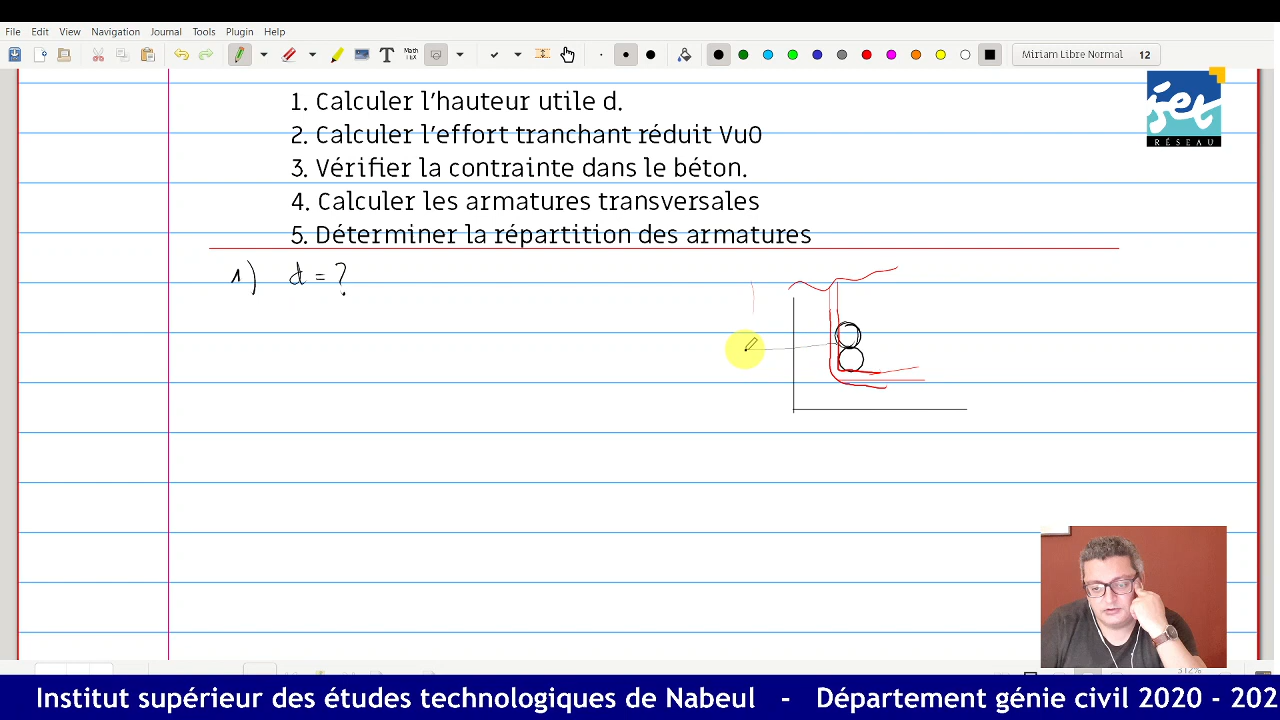 File Edit View Navigation Journal Tools Plugin Help
Miriam Libre Normal 12
1. Calculer l'hauteur utile d.
2. Calculer l'effort tranchant réduit Vu0
3. Vérifier la contrainte dans le béton.
4. Calculer les armatures transversales
5. Déterminer la répartition des armatures
1) d = ?
iset
RÉSEAU
312%
Institut supérieur des études technologiques de Nabeul - Département génie civil 2020 - 202